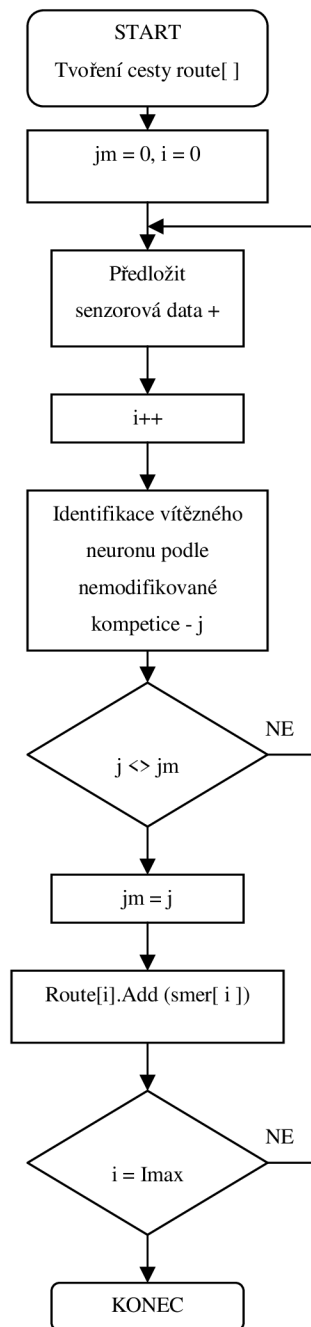 START
Tvoření cesty route[ ]
jm = 0, i = 0
Předložit
senzorová data +
i++
Identifikace vítězného
neuronu podle
nemodifikované
kompetice - j
j <> jm
NE
jm = j
Route[i].Add (smer[ i ])
NE
i = Imax
KONEC